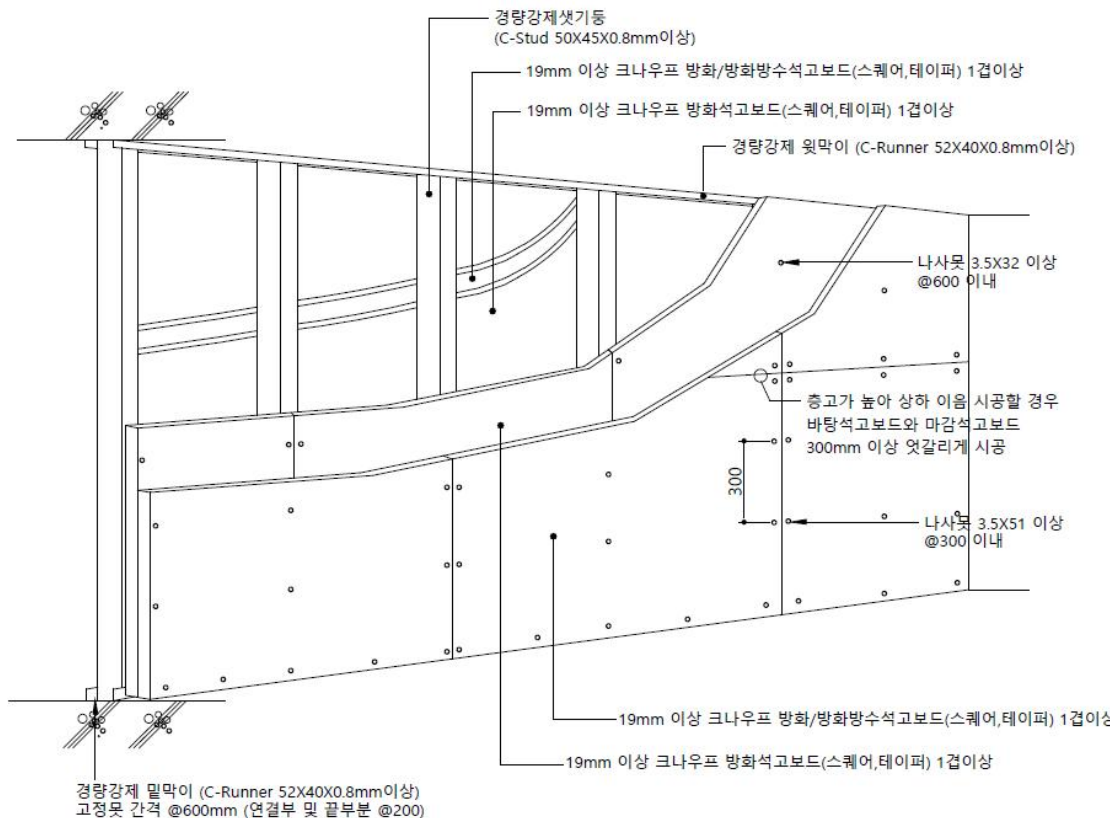 경량강제샛기둥
(C-Stud 50X45X0.8mm이상)
19mm 이상 크나우프 방화/방화방수석고보드(스퀘어,테이퍼) 1겹이상
19mm 이상 크나우프 방화석고보드(스퀘어,테이퍼) 1겹이상
경량강제 윗막이 (C-Runner 52X40X0.8mm이상)
나사못 3.5X32 이상
@600 이내
층고가 높아 상하 이음 시공할 경우
바탕석고보드와 마감석고보드
300mm 이상 엇갈리게 시공
300
나사못 3.5X51 이상
@300 이내
19mm 이상 크나우프 방화/방화방수석고보드(스퀘어,테이퍼) 1겹이상
19mm 이상 크나우프 방화석고보드(스퀘어,테이퍼) 1겹이상
경량강제 밑막이 (C-Runner 52X40X0.8mm이상)
고정못 간격 @600mm (연결부 및 끝부분 @200)